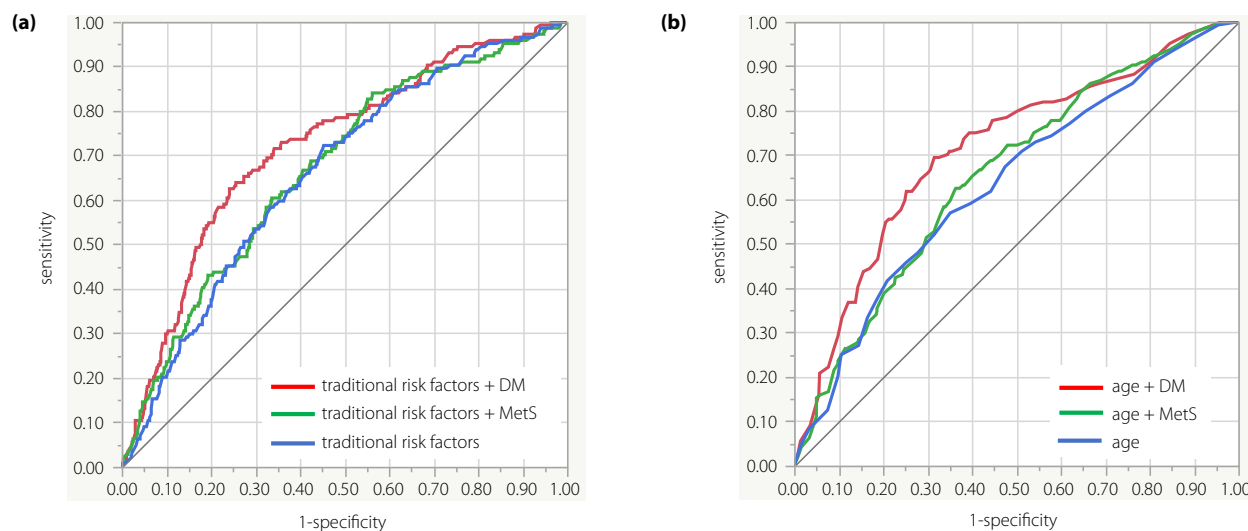 (a)
1.00
0.90
0.80
0.70
0.60
0.50
0.40
0.30
0.20
0.10
0.00
sensitivity
traditional risk factors + DM
traditional risk factors + MetS
traditional risk factors
0.00 0.10 0.20 0.30 0.40 0.50 0.60 0.70 0.80 0.90 1.00
1-specificity
(b)
1.00
0.90
0.80
0.70
0.60
0.50
0.40
0.30
0.20
0.10
0.00
sensitivity
age + DM
age + MetS
age
0.00 0.10 0.20 0.30 0.40 0.50 0.60 0.70 0.80 0.90 1.00
1-specificity